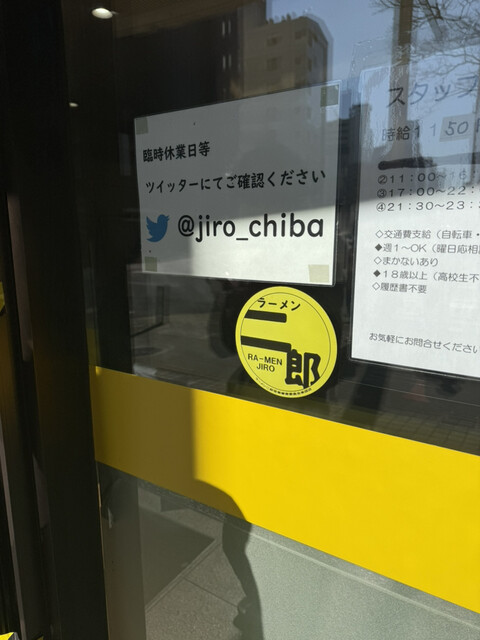 臨時休業日等
ツイッターにてご確認ください
@jiro_chiba
ラーメン
二郎
RA-MEN
JIRO
スタッフ
時給1150
②11:00~16
③17:00~22:
④21:30~23:
◇交通費支給(自転車・
◆週1~OK(曜日応相談
◇まかないあり
◆18歳以上(高校生不
◇履歴書不要
お気軽にお問合せください